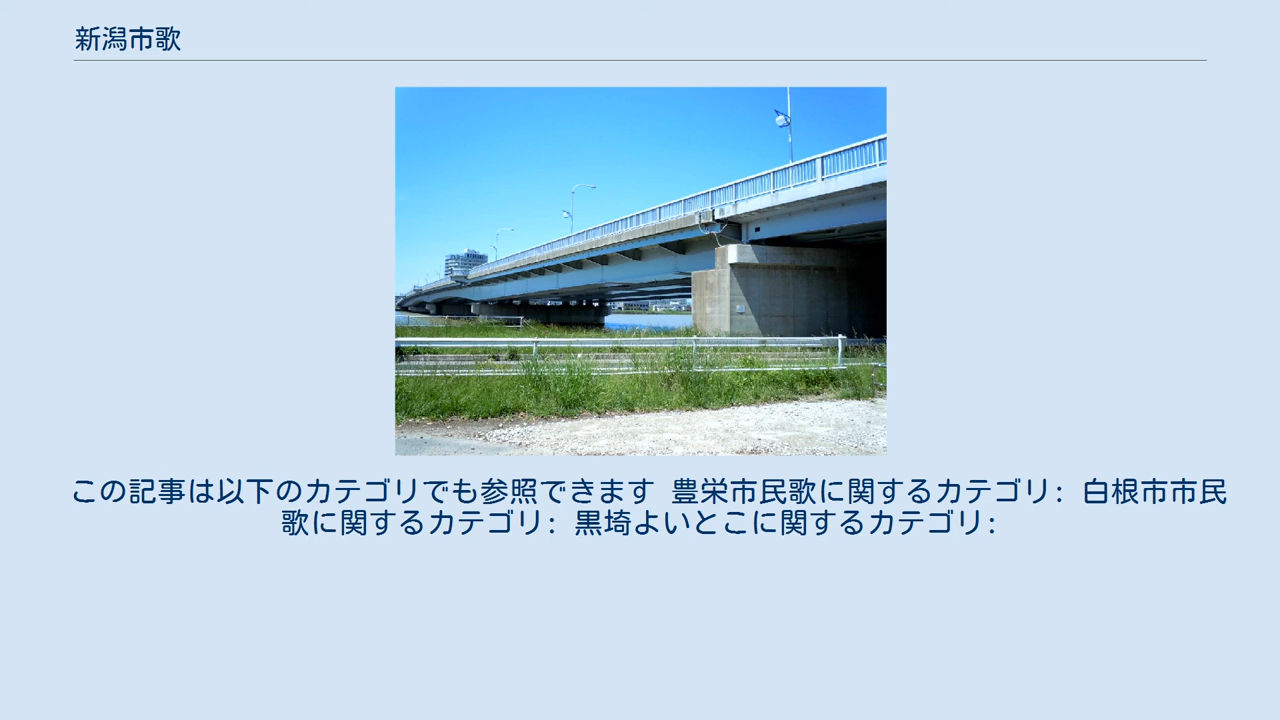 新潟市歌
この記事は以下のカテゴリでも参照できます 豊栄市民歌に関するカテゴリ: 白根市市民
歌に関するカテゴリ: 黒埼よいとこに関するカテゴリ: